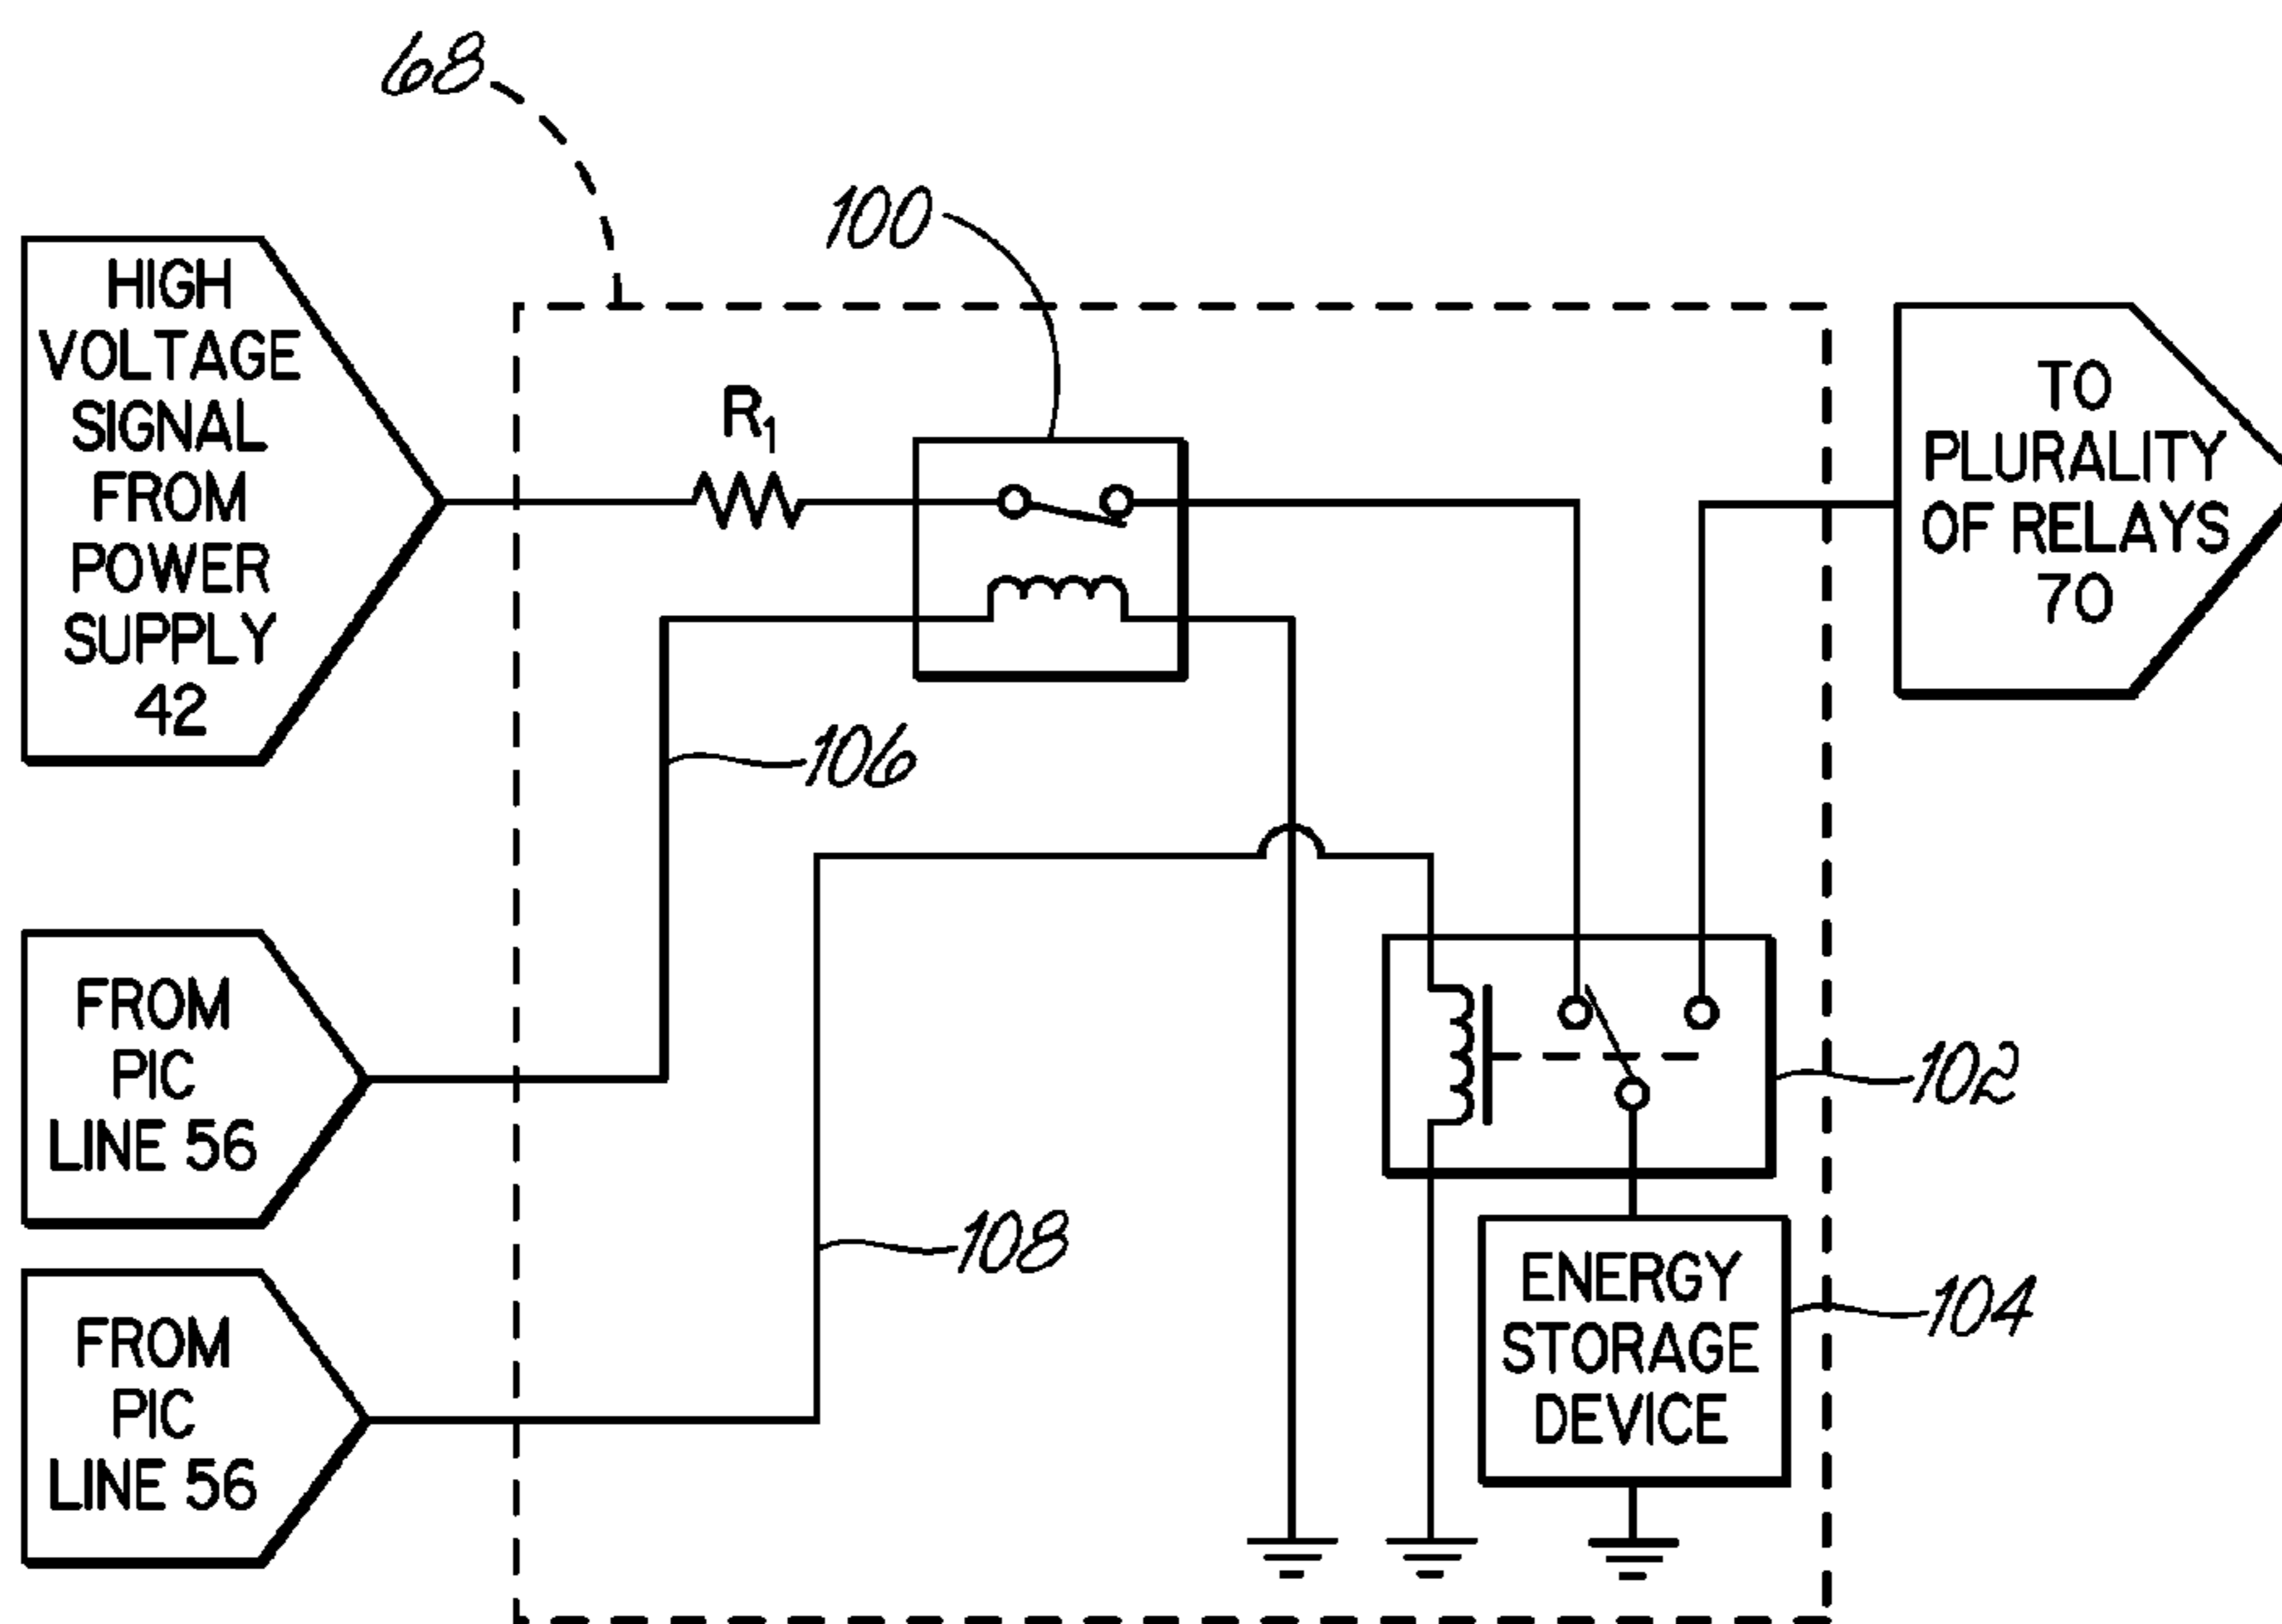 68
100
HIGH
VOLTAGE
SIGNAL
FROM
POWER
SUPPLY
42
R1
TO
PLURALITY
OF RELAYS
70
106
FROM
PIC
LINE 56
102
108
ENERGY
STORAGE
DEVICE
104
FROM
PIC
LINE 56